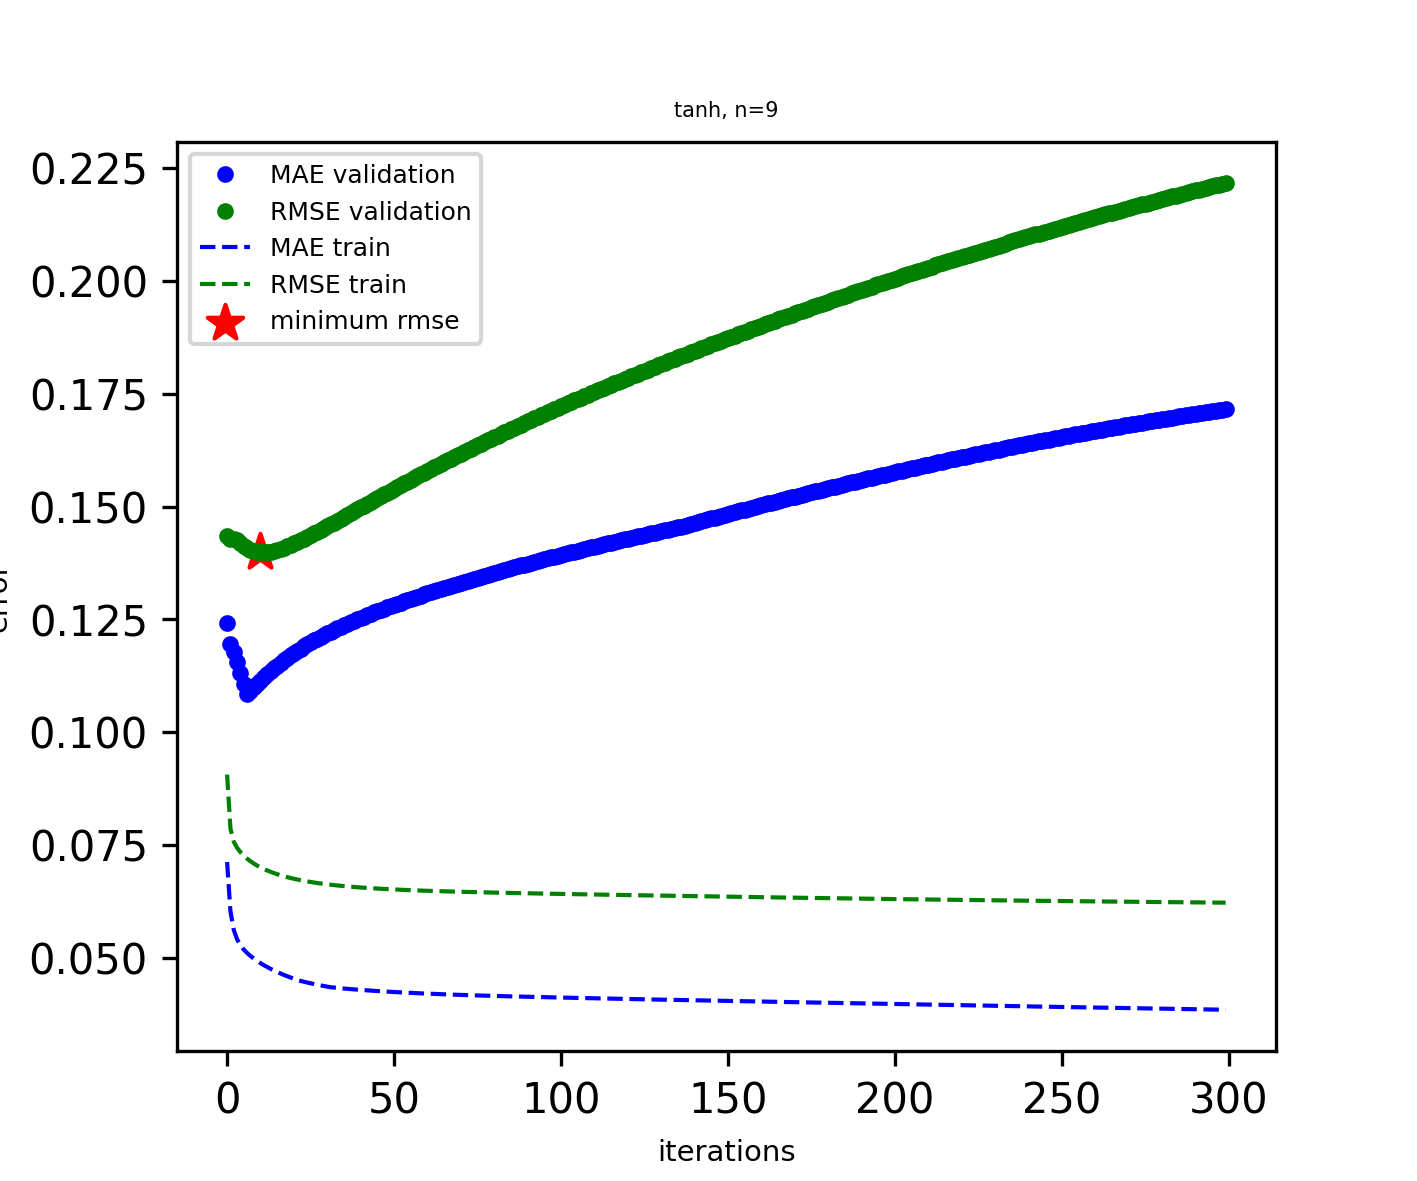 tanh, n=9
0.225
0.200
0.175
0.150
0.125
0.100
0.075
0.050
MAE validation
RMSE validation
MAE train
RMSE train
minimum rmse
0 50 100 150 200 250 300
iterations